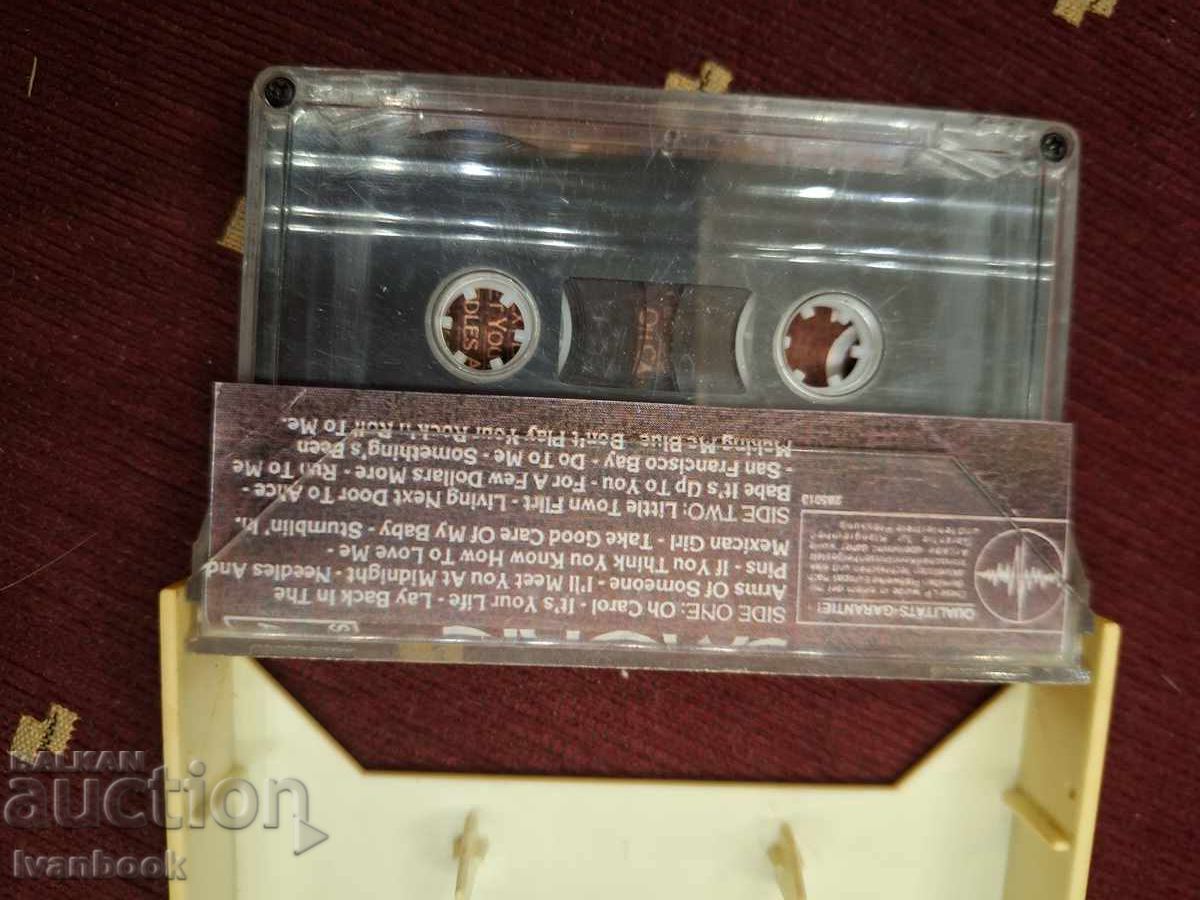 SMOKIE
SIDE ONE: Oh Carol - It's Your Life - Lay Back In The
Arms Of Someone - I'll Meet You At Midnight - Needles And
Pins - If You Think You Know How To Love Me -
Mexican Girl - Take Good Care Of My Baby - Stumblin' In.
SIDE TWO: Little Town Flirt - Living Next Door To Alice -
Babe It's Up To You - For A Few Dollars More - Run To Me
- San Francisco Bay - Do To Me - Something's Been
Making Me Blue - Don't Play Your Rock'n Roll To Me.
QUALITÄTS-GARANTIE!
285013
T YOU
DLES A
BALKAN
auction
Ivanbook